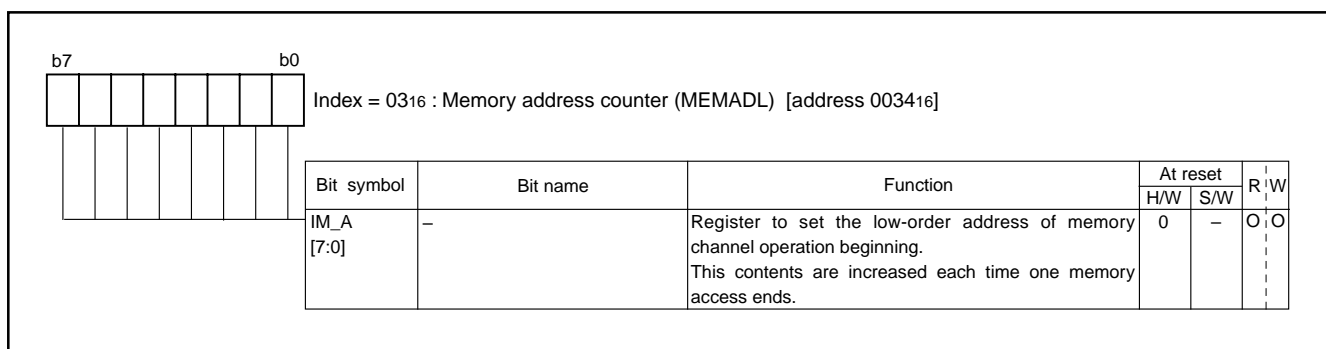 b7 b0
Index = 0316 : Memory address counter (MEMADL) [address 003416]
Bit symbol Bit name Function At reset R W
H/W S/W
IM_A – Register to set the low-order address of memory 0 – O O
[7:0] channel operation beginning.
This contents are increased each time one memory
access ends.